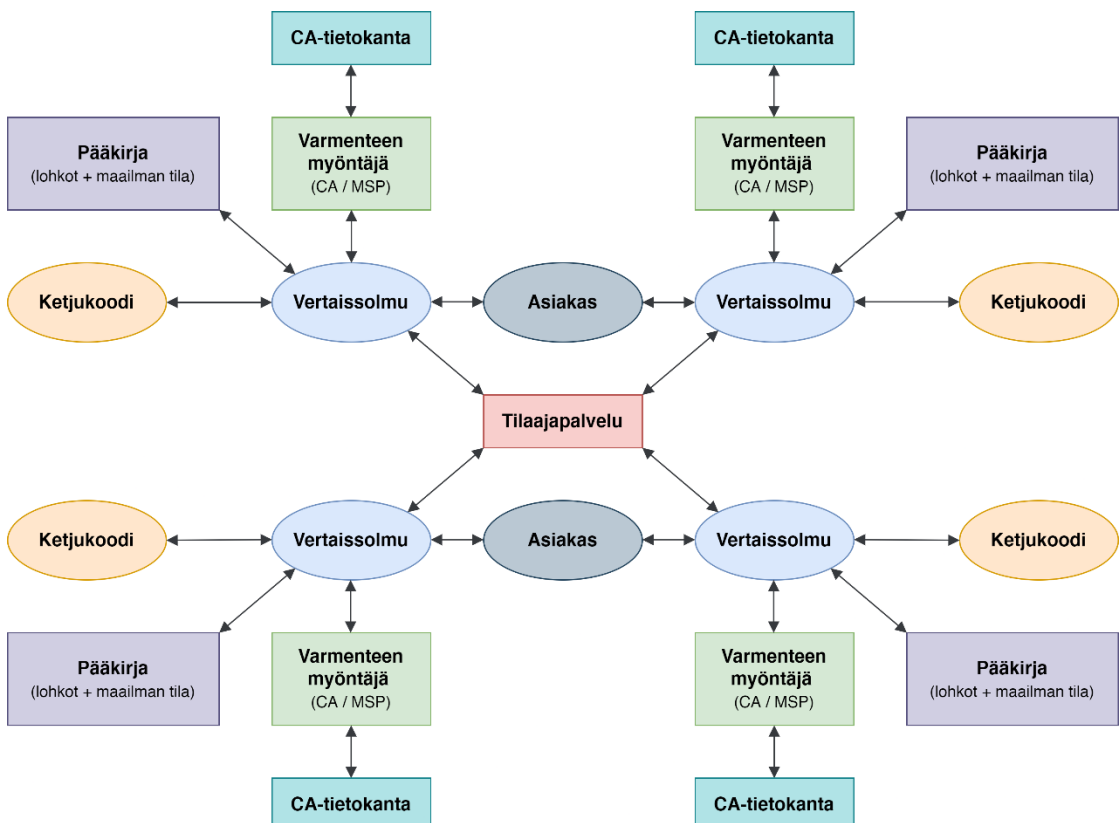 CA-tietokanta
CA-tietokanta
Pääkirja
(lohkot + maailman tila)
Varmenteen
myöntäjä
(CA / MSP)
Varmenteen
myöntäjä
(CA / MSP)
Pääkirja
(lohkot + maailman tila)
Ketjukoodi
Vertaissolmu
Asiakas
Vertaissolmu
Ketjukoodi
Tilaajapalvelu
Ketjukoodi
Vertaissolmu
Asiakas
Vertaissolmu
Ketjukoodi
Pääkirja
(lohkot + maailman tila)
Varmenteen
myöntäjä
(CA / MSP)
Varmenteen
myöntäjä
(CA / MSP)
Pääkirja
(lohkot + maailman tila)
CA-tietokanta
CA-tietokanta